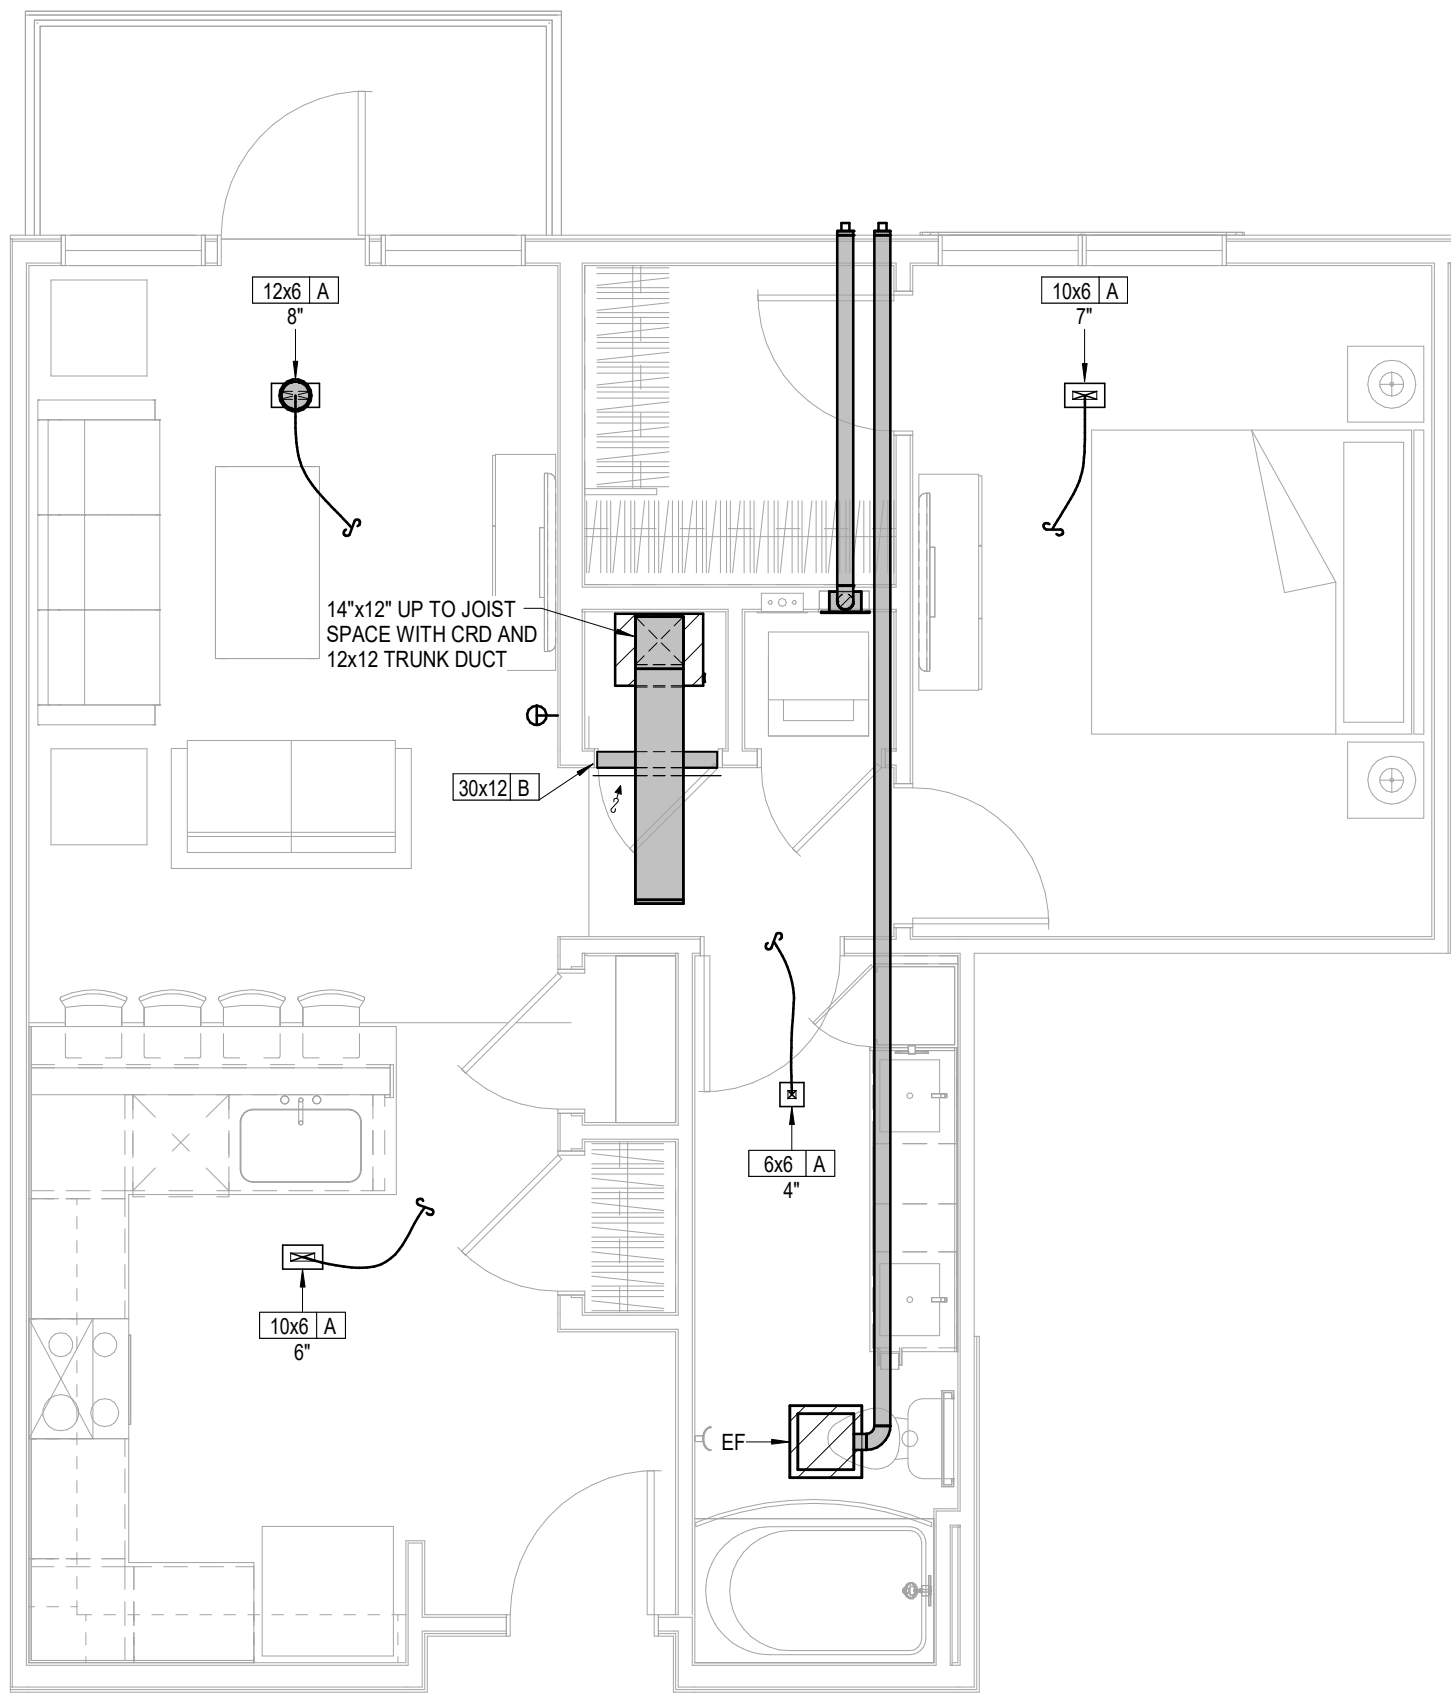 12x6 A
8"
10x6 A
7"
14"x12" UP TO JOIST
SPACE WITH CRD AND
12x12 TRUNK DUCT
30x12 B
6x6 A
4"
10x6 A
6"
EF